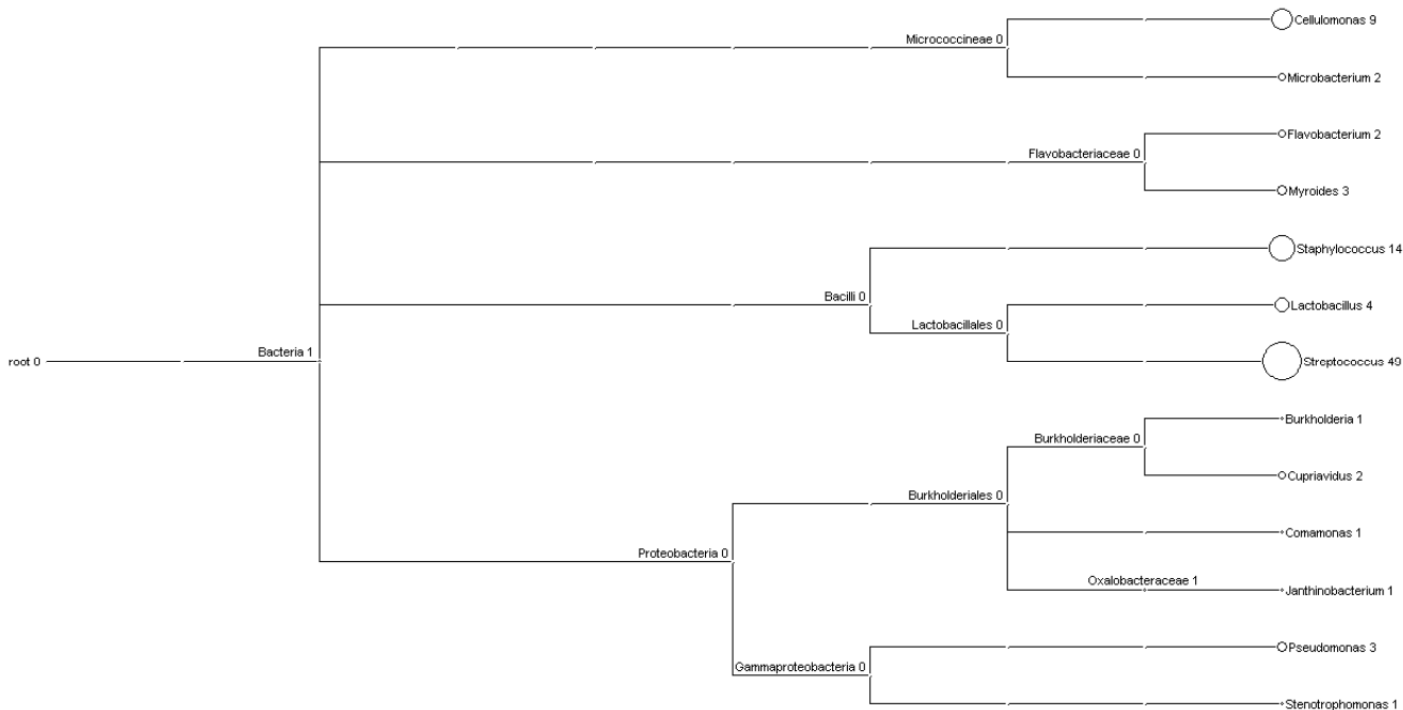 Cellulomonas 9
Micrococcineae 0
Microbacterium 2
Flavobacterium 2
Flavobacteriaceae 0
Myroides 3
Staphylococcus 14
Bacilli 0
Lactobacillus 4
Lactobacillales 0
Bacteria 1
root 0
Streptococcus 49
Burkholderia 1
Burkholderiaceae 0
Cupriavidus 2
Burkholderiales 0
Comamonas 1
Proteobacteria 0
Oxalobacteraceae 1
Janthinobacterium 1
Pseudomonas 3
Gammaproteobacteria 0
Stenotrophomonas 1